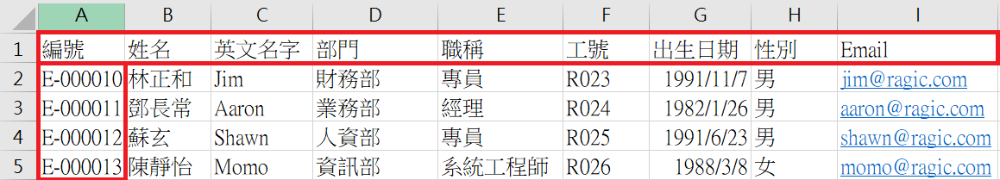 A B C D E F G H I
1 編號 姓名 英文名字 部門 職稱 工號 出生日期 性別 Email
2 E-000010 林正和 Jim 財務部 專員 R023 1991/11/7 男 jim@ragic.com
3 E-000011 鄧長常 Aaron 業務部 經理 R024 1982/1/26 男 aaron@ragic.com
4 E-000012 蘇玄 Shawn 人資部 專員 R025 1991/6/23 男 shawn@ragic.com
5 E-000013 陳靜怡 Momo 資訊部 系統工程師 R026 1988/3/8 女 momo@ragic.com